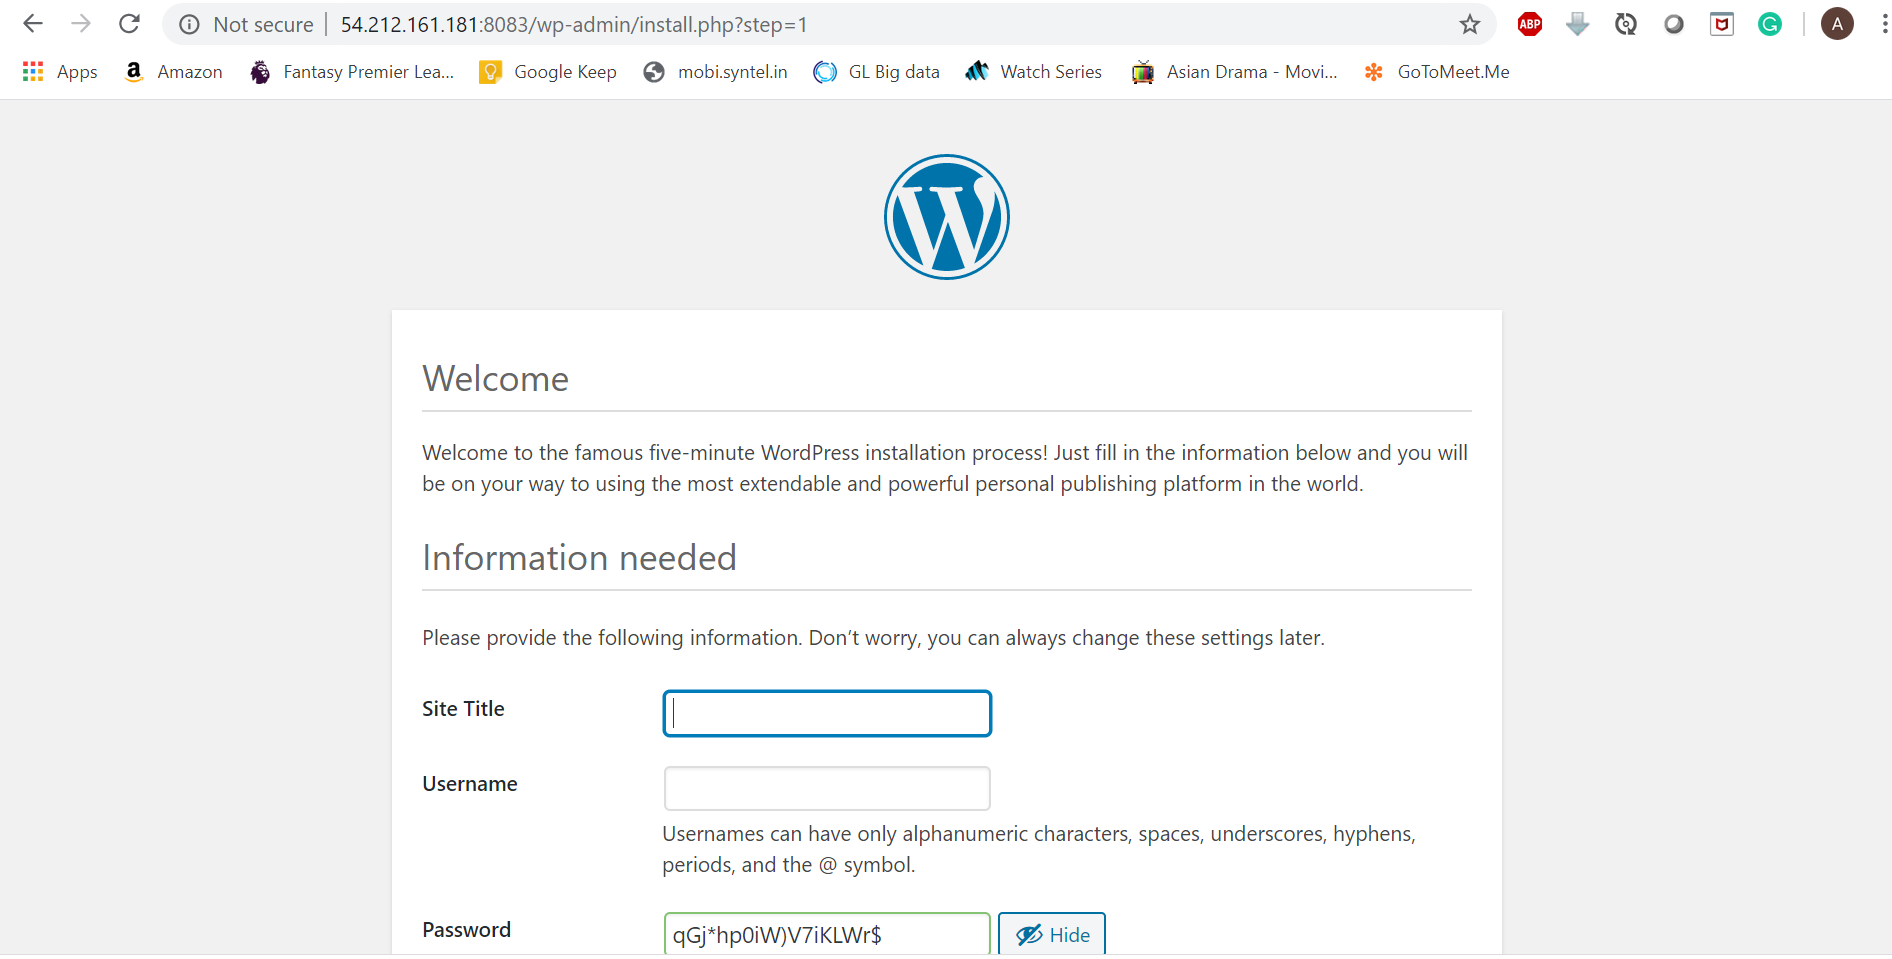 Not secure | 54.212.161.181:8083/wp-admin/install.php?step=1
ABP
G
A
Apps
a Amazon
Fantasy Premier Lea...
Google Keep
mobi.syntel.in
GL Big data
Watch Series
Asian Drama - Movi...
GoToMeet.Me
W
Welcome
Welcome to the famous five-minute WordPress installation process! Just fill in the information below and you will
be on your way to using the most extendable and powerful personal publishing platform in the world.
Information needed
Please provide the following information. Don’t worry, you can always change these settings later.
Site Title
Username
Usernames can have only alphanumeric characters, spaces, underscores, hyphens,
periods, and the @ symbol.
Password
qGj*hp0iW)V7iKLWr$
Hide